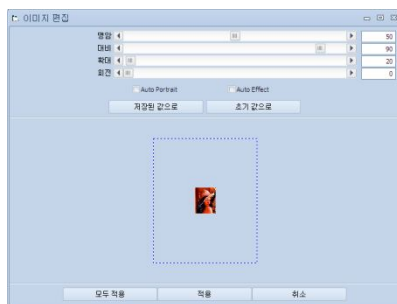 이미지 편집
명암 50
대비 90
확대 20
회전 0
Auto Portrait Auto Effect
저장된 값으로 초기 값으로
모두 적용 적용 취소